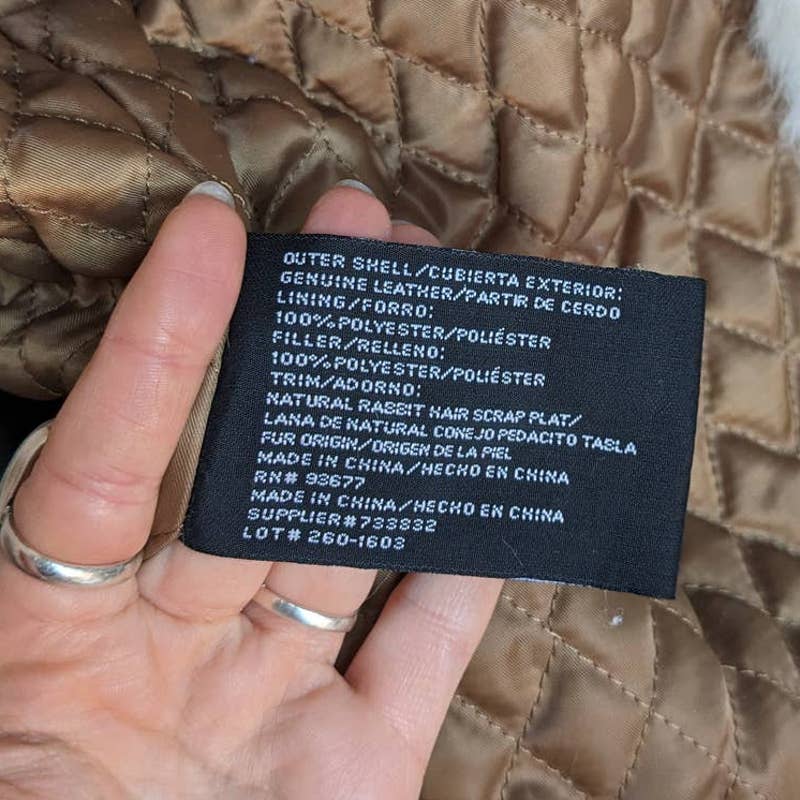 OUTER SHELL/CUBIERTA EXTERIOR:
GENUINE LEATHER/PARTIR DE CERDO
LINING/FORRO:
100% POLYESTER/POLIÉSTER
FILLER/RELLENO:
100% POLYESTER/POLIÉSTER
TRIM/ADORNO:
NATURAL RABBIT HAIR SCRAP PLAT/
LANA DE NATURAL CONEJO PEDACITO TABLA
FUR ORIGIN/ORIGEN DE LA PIEL
MADE IN CHINA/HECHO EN CHINA
RN# 93677
MADE IN CHINA/HECHO EN CHINA
SUPPLIER#733832
LOT# 260-1603